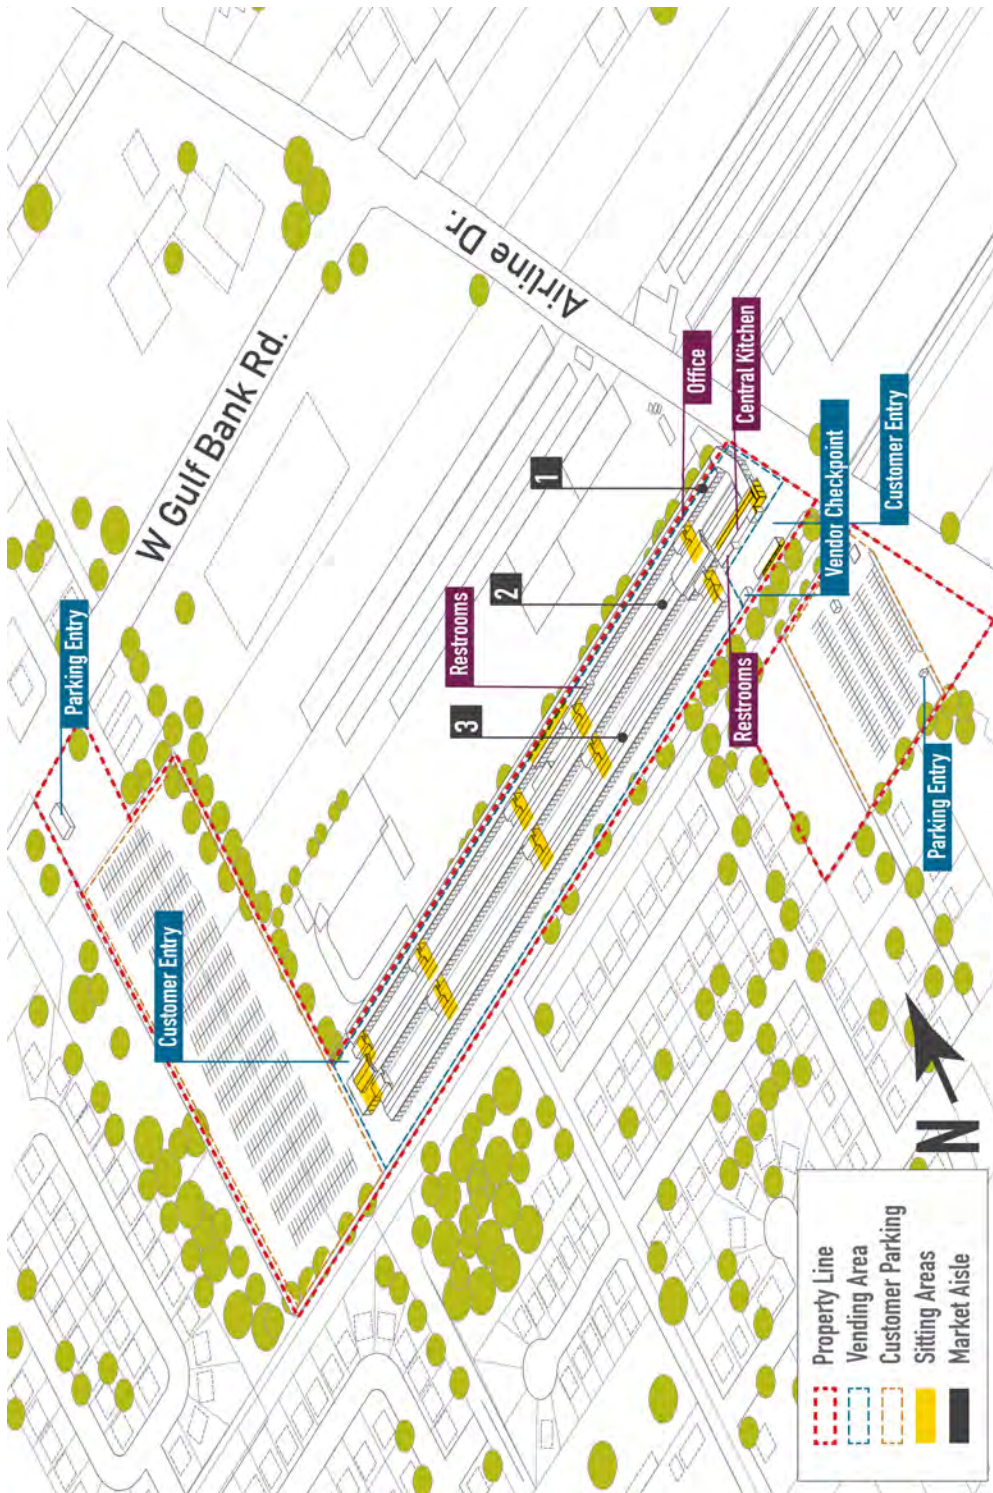 W Gulf Bank Rd.
Airline Dr.
Parking Entry
Customer Entry
Restrooms
1
2
3
Office
Central Kitchen
Restrooms
Vendor Checkpoint
Customer Entry
Parking Entry
N
Property Line
Vending Area
Customer Parking
Sitting Areas
Market Aisle